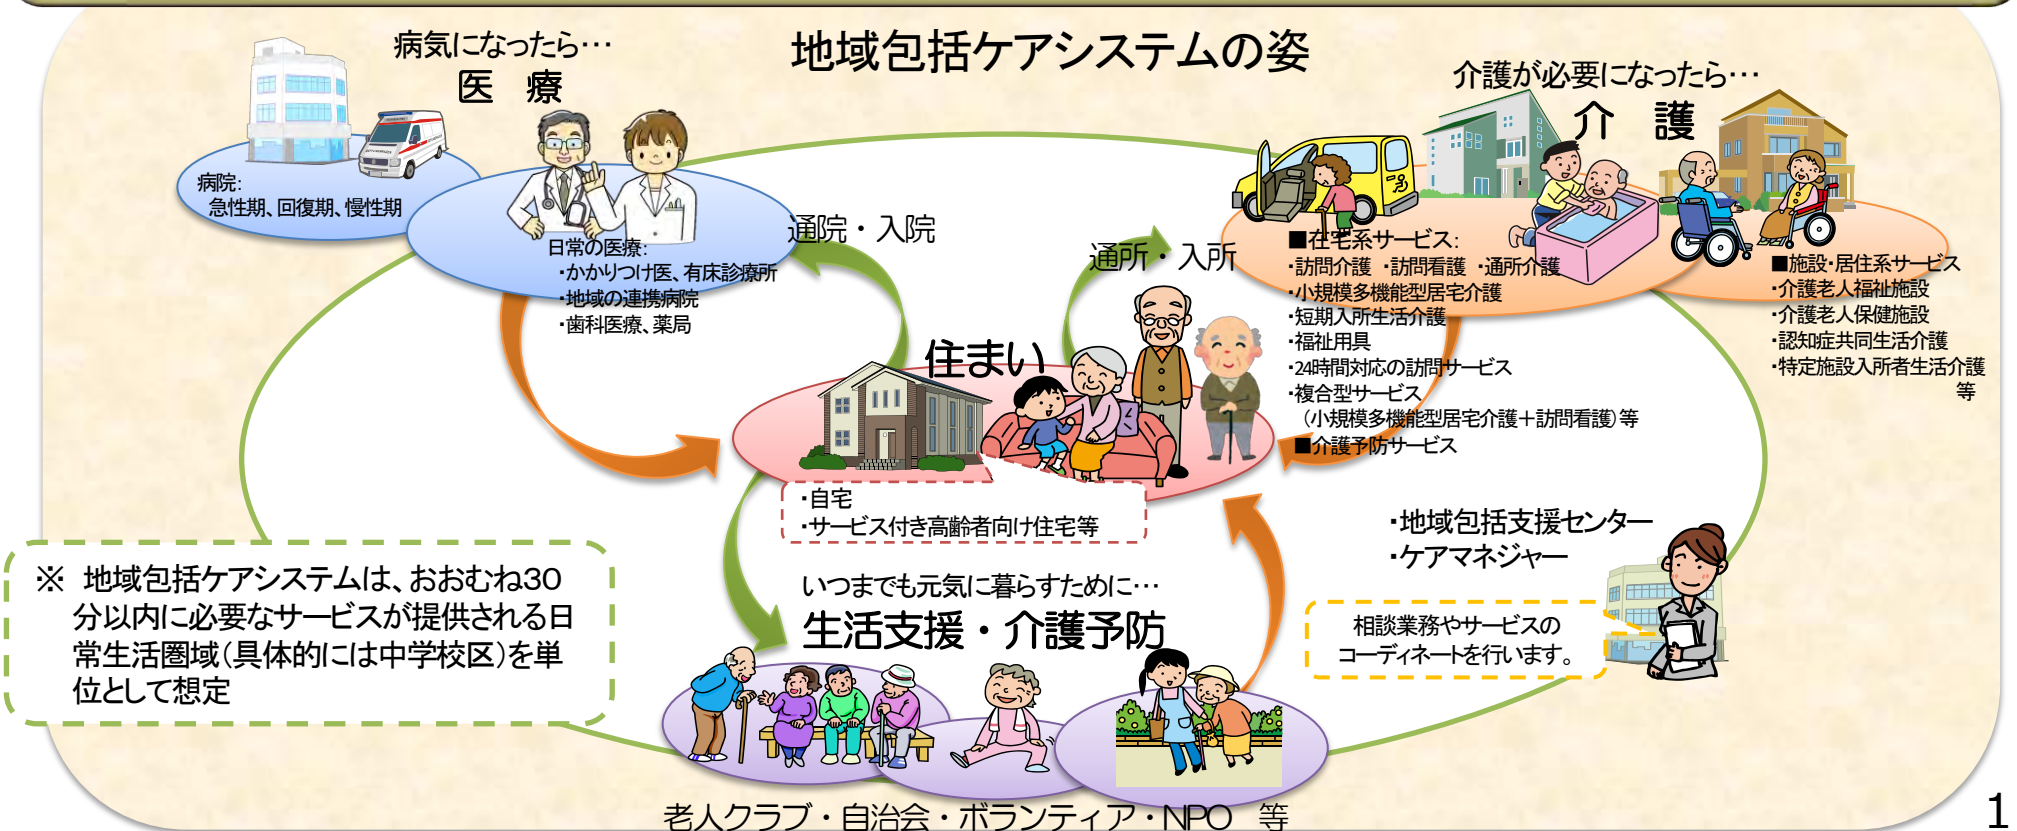 地域包括ケアシステムの姿
病気になったら…
医 療
病院:
急性期、回復期、慢性期
日常の医療:
・かかりつけ医、有床診療所
・地域の連携病院
・歯科医療、薬局
通院・入院
通所・入所
介護が必要になったら…
介 護
■在宅系サービス:
・訪問介護 ・訪問看護 ・通所介護
・小規模多機能型居宅介護
・短期入所生活介護
・福祉用具
・24時間対応の訪問サービス
・複合型サービス
(小規模多機能型居宅介護+訪問看護)等
■介護予防サービス
■施設・居住系サービス
・介護老人福祉施設
・介護老人保健施設
・認知症共同生活介護
・特定施設入所者生活介護
等
住まい
・自宅
・サービス付き高齢者向け住宅等
・地域包括支援センター
・ケアマネジャー
相談業務やサービスの
コーディネートを行います。
※ 地域包括ケアシステムは、おおむね30
分以内に必要なサービスが提供される日
常生活圏域(具体的には中学校区)を単
位として想定
いつまでも元気に暮らすために…
生活支援・介護予防
老人クラブ・自治会・ボランティア・NPO 等
1